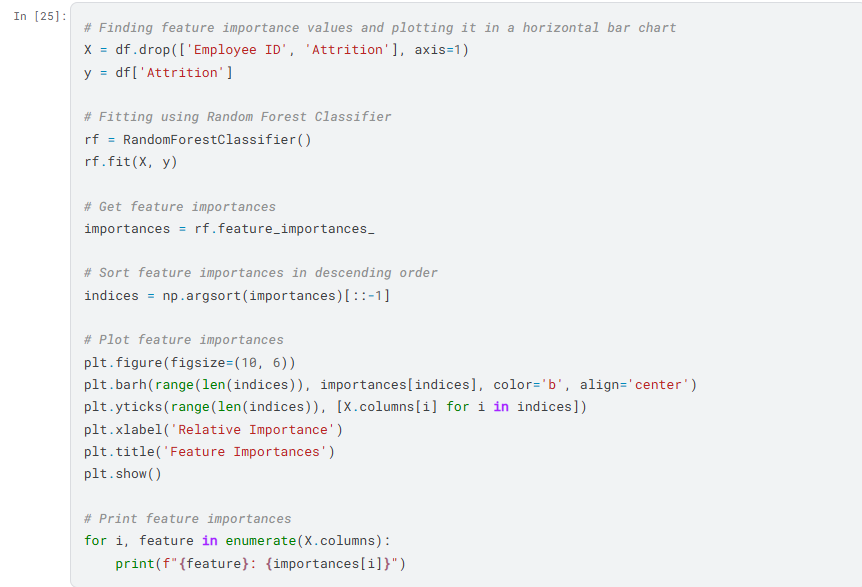 In [25]:
# Finding feature importance values and plotting it in a horizontal bar chart
X = df.drop(['Employee ID', 'Attrition'], axis=1)
y = df['Attrition']
# Fitting using Random Forest Classifier
rf = RandomForestClassifier()
rf.fit(X, y)
# Get feature importances
importances = rf.feature_importances_
# Sort feature importances in descending order
indices = np.argsort(importances)[::-1]
# Plot feature importances
plt.figure(figsize=(10, 6))
plt.barh(range(len(indices)), importances[indices], color='b', align='center')
plt.yticks(range(len(indices)), [X.columns[i] for i in indices])
plt.xlabel('Relative Importance')
plt.title('Feature Importances')
plt.show()
# Print feature importances
for i, feature in enumerate(X.columns):
    print(f"{feature}: {importances[i]}")